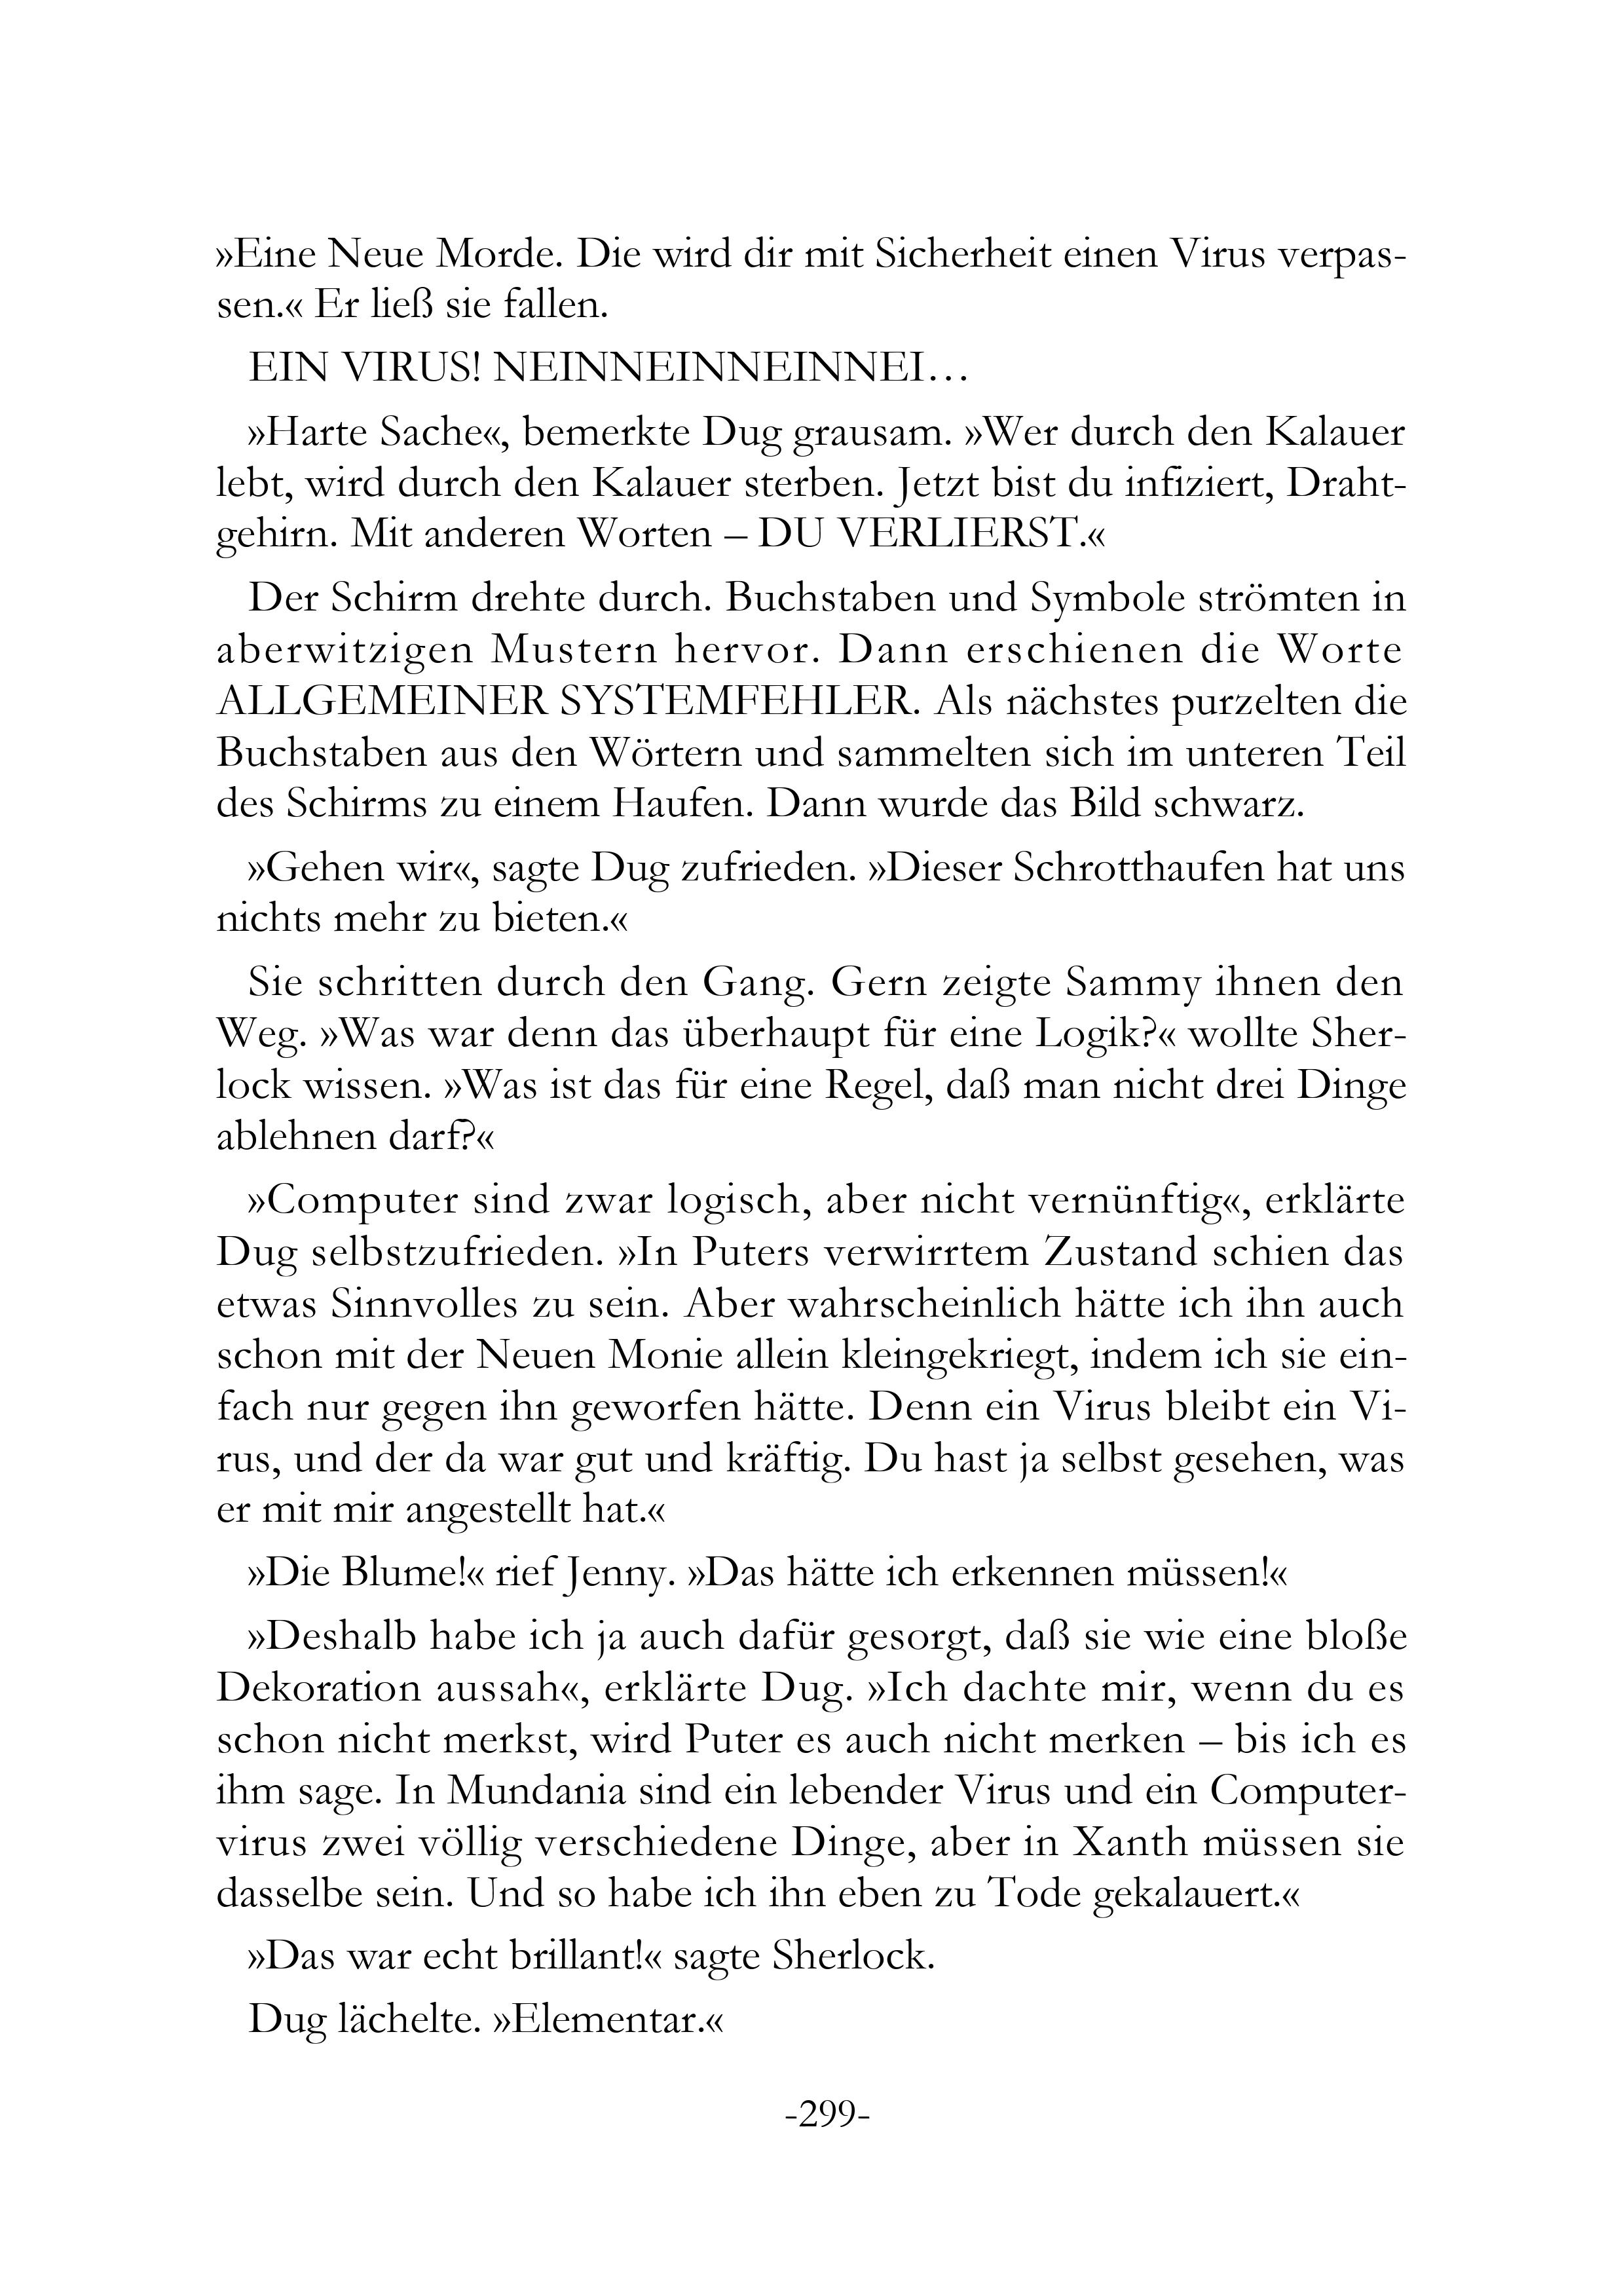 »Eine Neue Morde. Die wird dir mit Sicherheit einen Virus verpas-
sen.« Er ließ sie fallen.
EIN VIRUS! NEINNEINNEINNEI…
»Harte Sache«, bemerkte Dug grausam. »Wer durch den Kalauer
lebt, wird durch den Kalauer sterben. Jetzt bist du infiziert, Draht-
gehirn. Mit anderen Worten – DU VERLIERST.«
Der Schirm drehte durch. Buchstaben und Symbole strömten in
aberwitzigen Mustern hervor. Dann erschienen die Worte
ALLGEMEINER SYSTEMFEHLER. Als nächstes purzelten die
Buchstaben aus den Wörtern und sammelten sich im unteren Teil
des Schirms zu einem Haufen. Dann wurde das Bild schwarz.
»Gehen wir«, sagte Dug zufrieden. »Dieser Schrotthaufen hat uns
nichts mehr zu bieten.«
Sie schritten durch den Gang. Gern zeigte Sammy ihnen den
Weg. »Was war denn das überhaupt für eine Logik?« wollte Sher-
lock wissen. »Was ist das für eine Regel, daß man nicht drei Dinge
ablehnen darf?«
»Computer sind zwar logisch, aber nicht vernünftig«, erklärte
Dug selbstzufrieden. »In Puters verwirrtem Zustand schien das
etwas Sinnvolles zu sein. Aber wahrscheinlich hätte ich ihn auch
schon mit der Neuen Monie allein kleingekriegt, indem ich sie ein-
fach nur gegen ihn geworfen hätte. Denn ein Virus bleibt ein Vi-
rus, und der da war gut und kräftig. Du hast ja selbst gesehen, was
er mit mir angestellt hat.«
»Die Blume!« rief Jenny. »Das hätte ich erkennen müssen!«
»Deshalb habe ich ja auch dafür gesorgt, daß sie wie eine bloße
Dekoration aussah«, erklärte Dug. »Ich dachte mir, wenn du es
schon nicht merkst, wird Puter es auch nicht merken – bis ich es
ihm sage. In Mundania sind ein lebender Virus und ein Computer-
virus zwei völlig verschiedene Dinge, aber in Xanth müssen sie
dasselbe sein. Und so habe ich ihn eben zu Tode gekalauert.«
»Das war echt brillant!« sagte Sherlock.
Dug lächelte. »Elementar.«
-299-